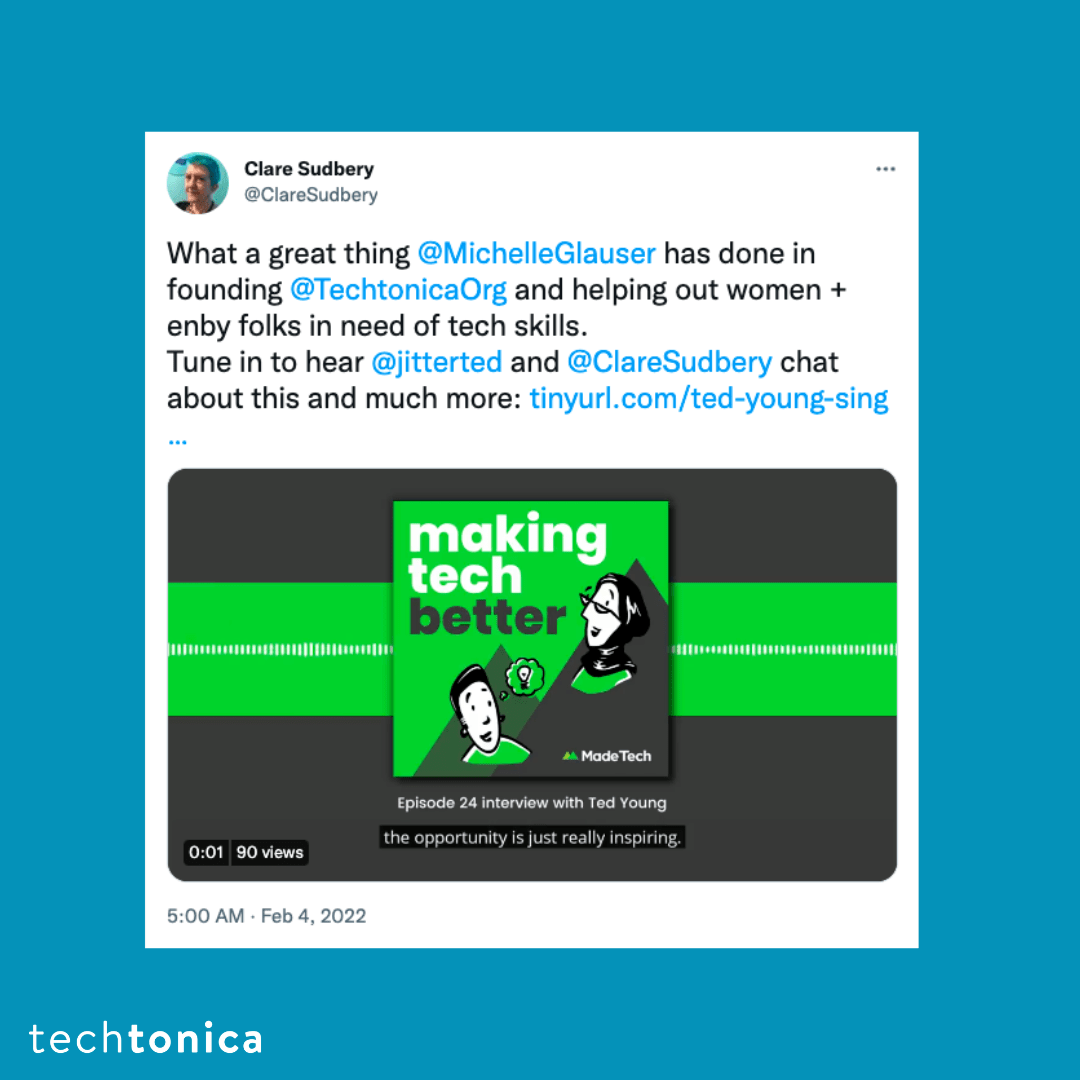 Clare Sudbery
@ClareSudbery
What a great thing @MichelleGlauser has done in
founding @TechtonicaOrg and helping out women +
enby folks in need of tech skills.
Tune in to hear @jitterted and @ClareSudbery chat
about this and much more: tinyurl.com/ted-young-sing
...
making
tech
better
MadeTech
Episode 24 interview with Ted Young
the opportunity is just really inspiring.
0:01 90 views
5:00 AM · Feb 4, 2022
techtonica